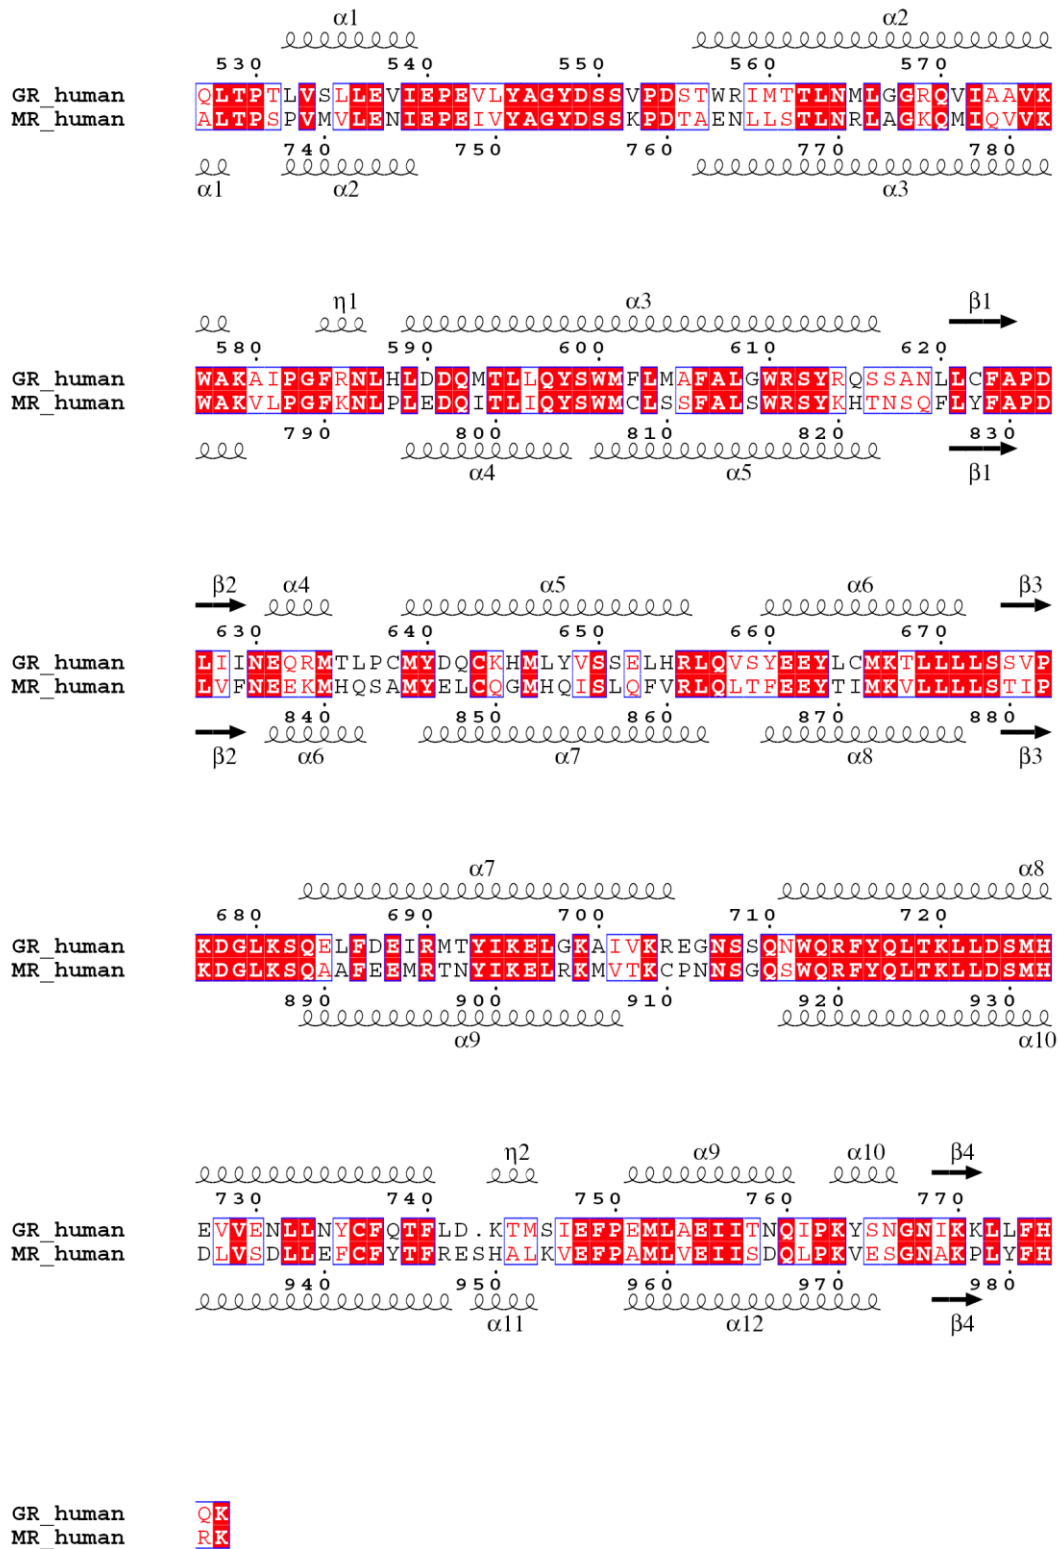 α1 α2
530 540 550 560 570
GR_human QLTPTLVSLLEVIEPEVLYAGYDSSVPDSTWRIMTTLNMLGGRQVIAAVK
MR_human ALTPSPVMVLENIEPEIVYAGYDSSKPDTAENLLSTLNRLAGKQMIQVVK
740 750 760 770 780
α1 α2 α3
η1 α3 β1
580 590 600 610 620
GR_human WAKAIPGFRNLHLDDQMTLLQYSWMFLMAFALGWRSYRQSSANLLCFAPD
MR_human WAKVLPGFKNLPLEDQITLIQYSWMCLSSFALSWRSYKHTNSQFLYFAPD
790 800 810 820 830
α4 α5 β1
β2 α4 α5 α6 β3
630 640 650 660 670
GR_human LIINEQRMTLPCMYDQCKHMLYVSSELHRLQVSYEEYLCMKTLLLLSSVP
MR_human LVFNEEKMHQSAMYELCQGMHQISLQFVRLQLTFEEYTIMKVLLLLSTIP
840 850 860 870 880
β2 α6 α7 α8 β3
α7 α8
680 690 700 710 720
GR_human KDGLKSQELFDEIRMTYIKELGKAIVKREGNSSQNWQRFYQLTKLLDSMH
MR_human KDGLKSQAAFEEMRTNYIKELRKMVTKCPNNSGQSWQRFYQLTKLLDSMH
890 900 910 920 930
α9 α10
η2 α9 α10 β4
730 740 750 760 770
GR_human EVVENLLNYCFQTFLD.KTMSIEFPEMLAEIITNQIPKYSNGNIKKLLFH
MR_human DLVSDLLEFCFYTFRESHALKVEFPAMLVEIISDQLPKVESGNAKPLYFH
940 950 960 970 980
α11 α12 β4
GR_human QK
MR_human RK